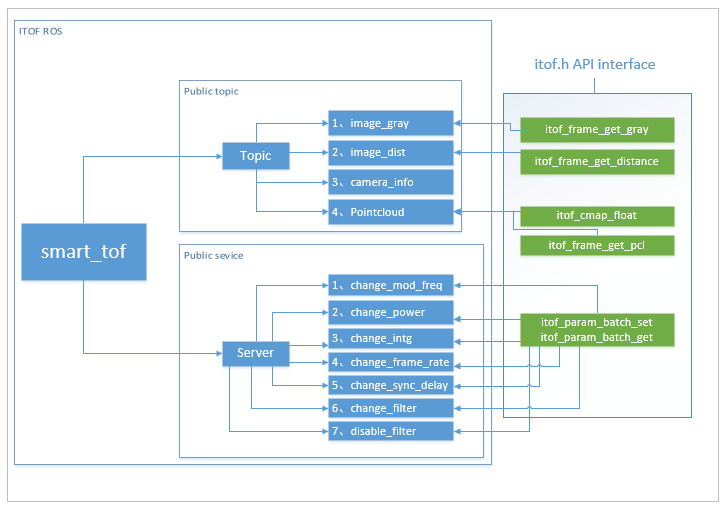 ITOF ROS
itof.h API interface
Public topic
1、image_gray
2、image_dist
3、camera_info
4、Pointcloud
Topic
itof_frame_get_gray
itof_frame_get_distance
itof_cmap_float
itof_frame_get_pcl
smart_tof
Public sevice
1、change_mod_freq
2、change_power
3、change_intg
4、change_frame_rate
5、change_sync_delay
6、change_filter
7、disable_filter
Server
itof_param_batch_set
itof_param_batch_get